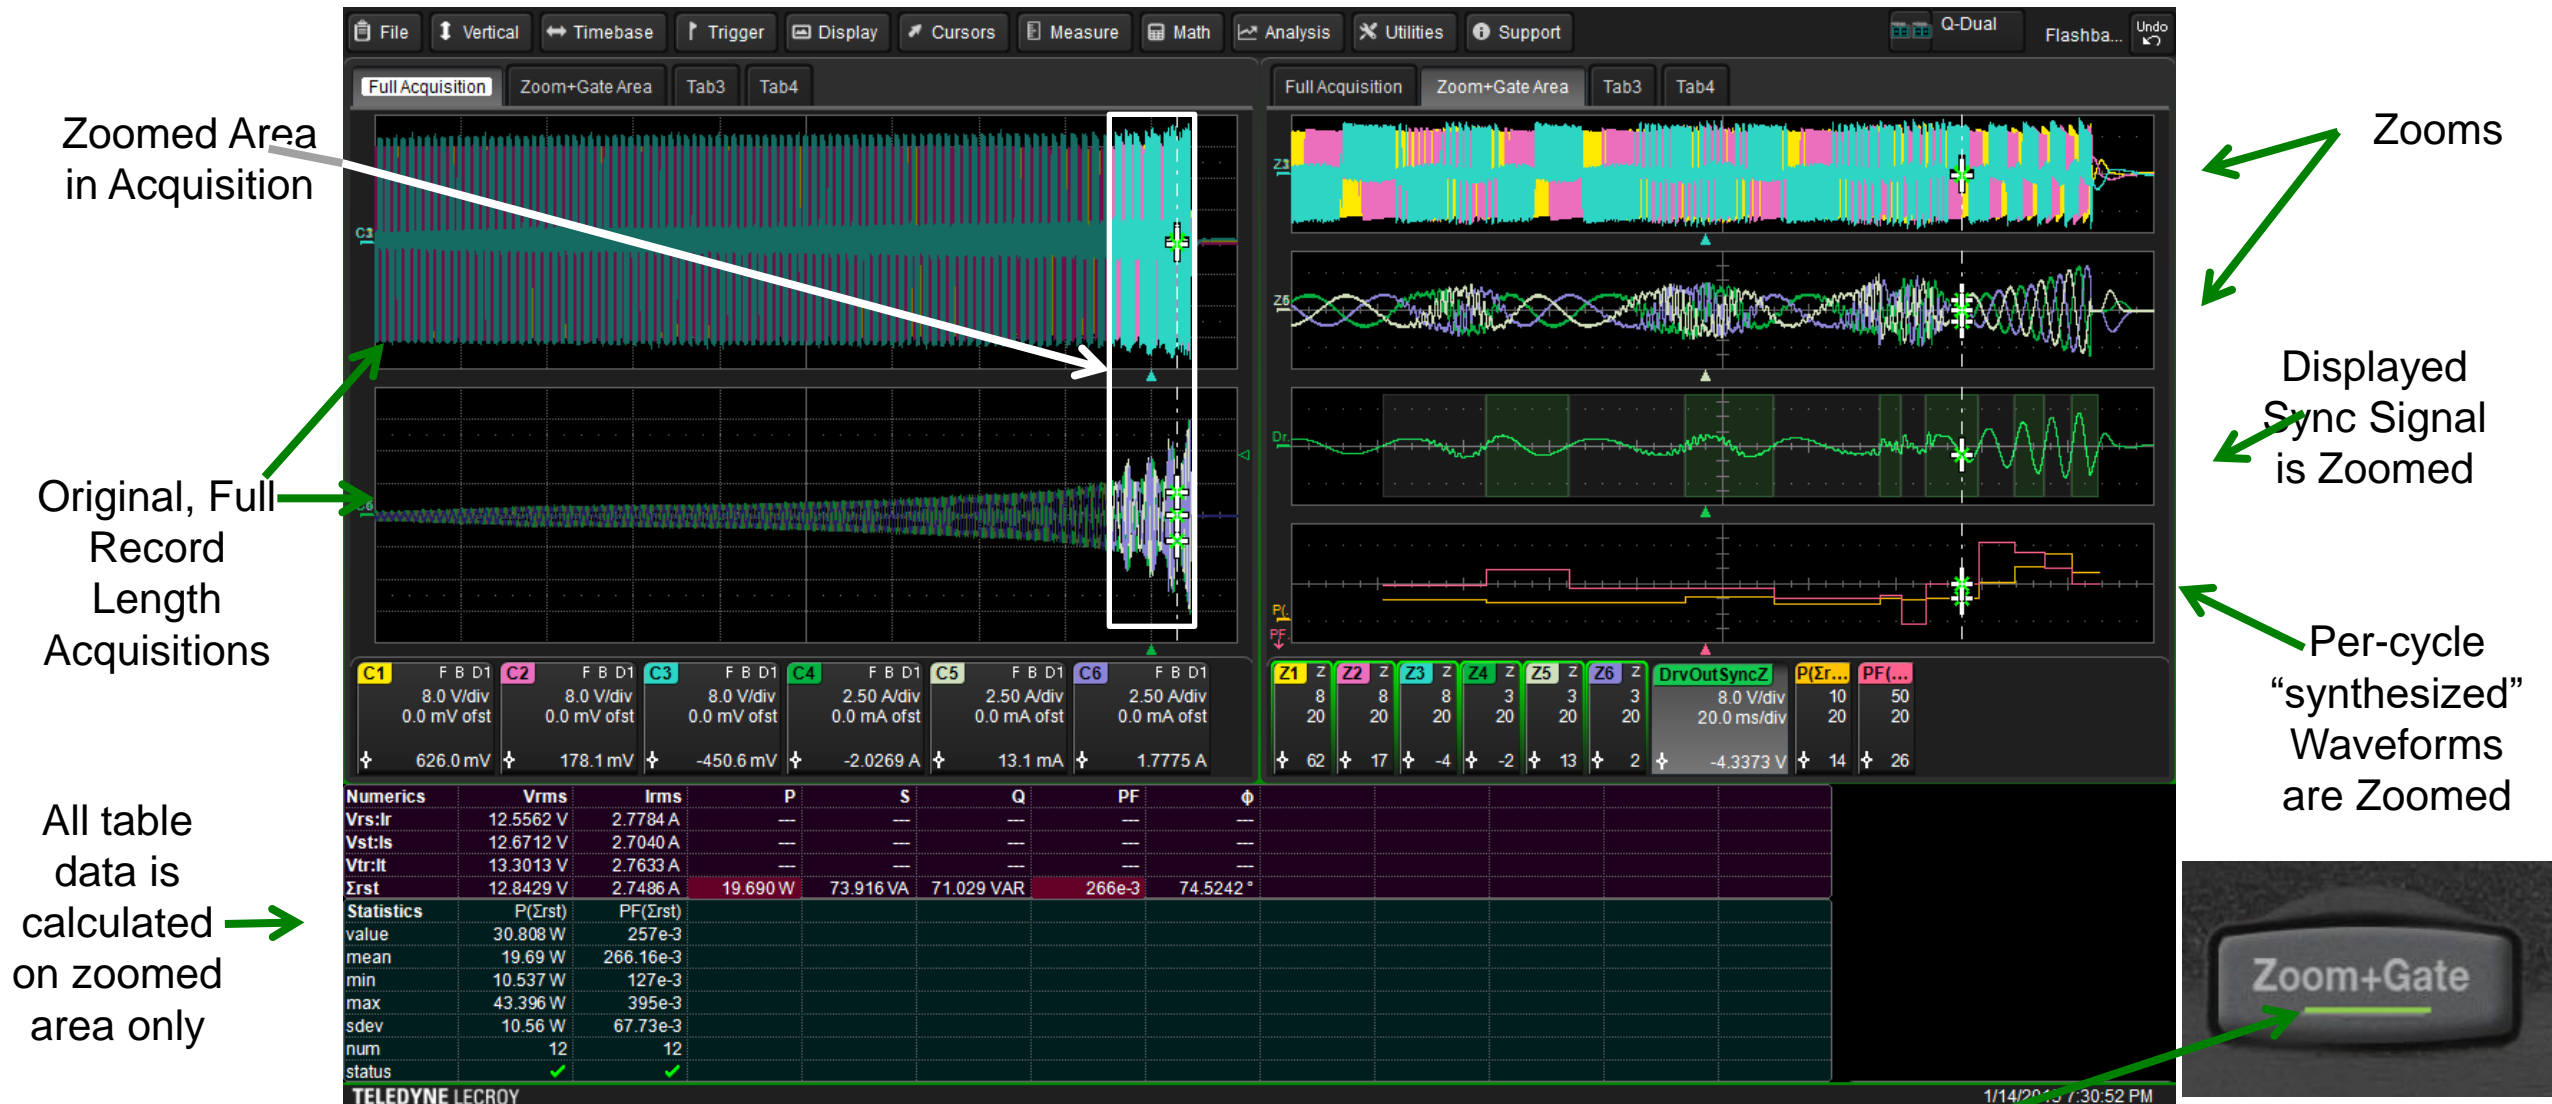 File
Vertical
Timebase
Trigger
Display
Cursors
Measure
Math
Analysis
Utilities
Support
Q-Dual
Flashba...
Undo
Full Acquisition
Zoom+Gate Area
Tab3
Tab4
Full Acquisition
Zoom+Gate Area
Tab3
Tab4
Zoomed Area
in Acquisition
Original, Full
Record
Length
Acquisitions
All table
data is
calculated
on zoomed
area only
Zooms
Displayed
Sync Signal
is Zoomed
Per-cycle
“synthesized”
Waveforms
are Zoomed
Z6
Dr.
P(.
PF.
C1 F B D1
8.0 V/div
0.0 mV ofst
626.0 mV
C2 F B D1
8.0 V/div
0.0 mV ofst
178.1 mV
C3 F B D1
8.0 V/div
0.0 mV ofst
-450.6 mV
C4 F B D1
2.50 A/div
0.0 mA ofst
-2.0269 A
C5 F B D1
2.50 A/div
0.0 mA ofst
13.1 mA
C6 F B D1
2.50 A/div
0.0 mA ofst
1.7775 A
Z1 Z
8
20
62
Z2 Z
8
20
17
Z3 Z
8
20
-4
Z4 Z
3
20
-2
Z5 Z
3
20
13
Z6 Z
3
20
2
DrvOutSyncZ
8.0 V/div
20.0 ms/div
-4.3373 V
P(Σr...
10
20
14
PF(...
50
20
26
Numerics Vrms Irms P S Q PF ϕ
Vrs:Ir 12.5562 V 2.7784 A --- --- --- --- ---
Vst:Is 12.6712 V 2.7040 A --- --- --- --- ---
Vtr:It 13.3013 V 2.7633 A --- --- --- --- ---
Σrst 12.8429 V 2.7486 A 19.690 W 73.916 VA 71.029 VAR 266e-3 74.5242 °
Statistics P(Σrst) PF(Σrst)
value 30.808 W 257e-3
mean 19.69 W 266.16e-3
min 10.537 W 127e-3
max 43.396 W 395e-3
sdev 10.56 W 67.73e-3
num 12 12
status
TELEDYNE LECROY
7:30:52 PM
Zoom+Gate